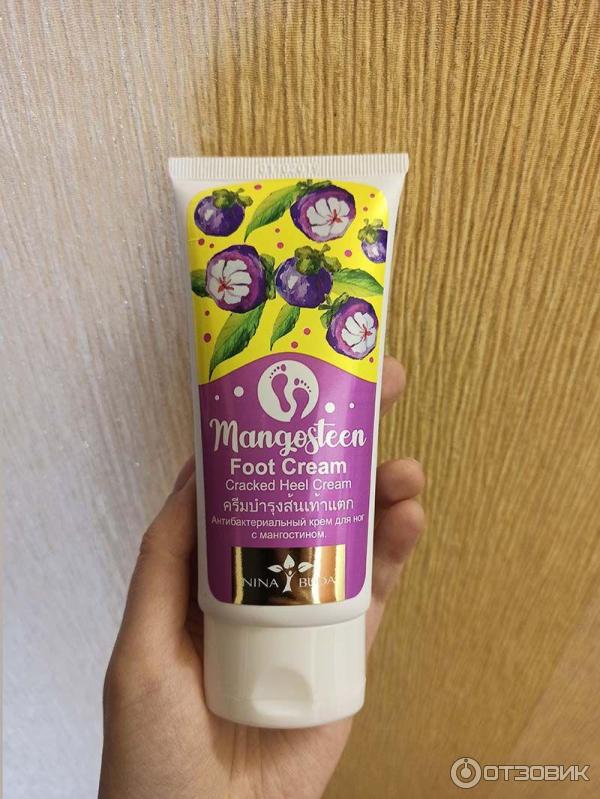 Mangosteen
Foot Cream
Cracked Heel Cream
ครีมบำรุงส้นเท้าแตก
Антибактериальный крем для ног
с мангостином.
NINA BUDA
ОТЗОВИК